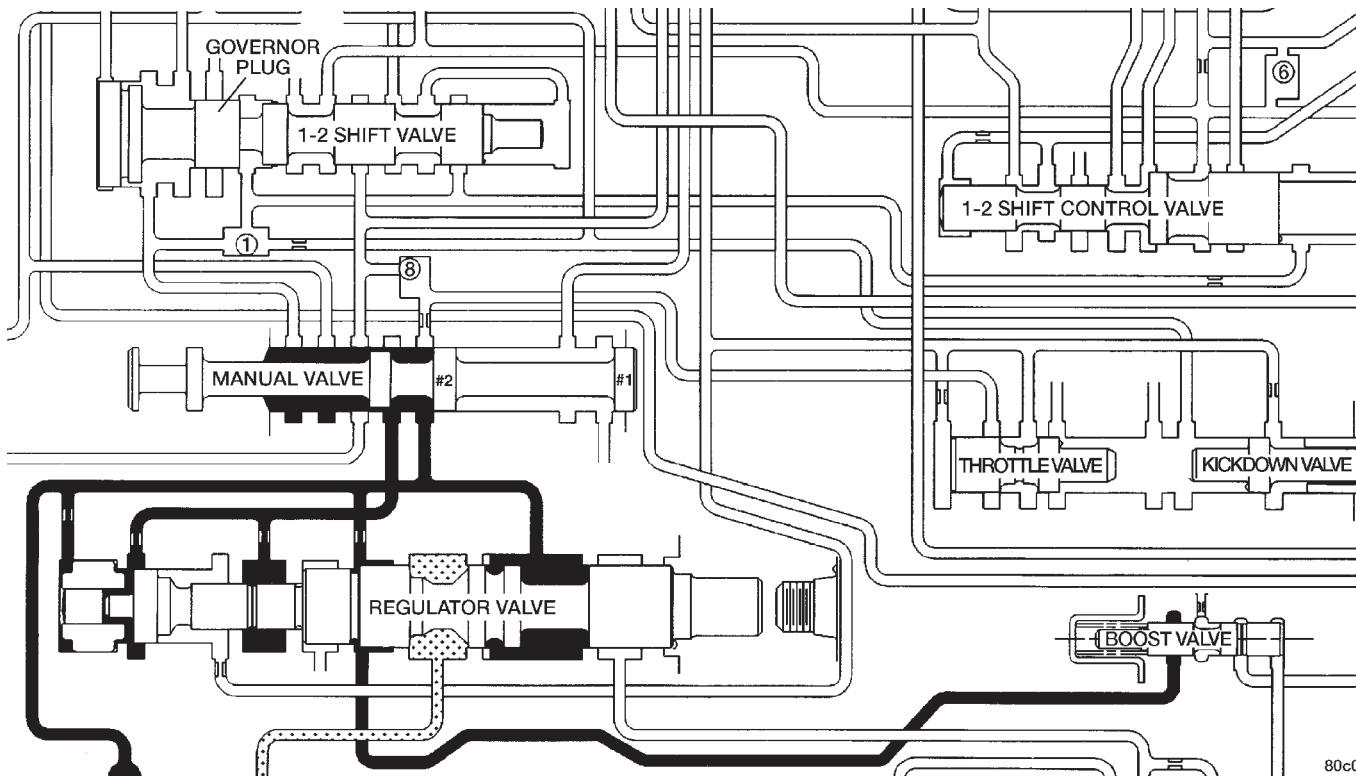 GOVERNOR
PLUG
6
1-2 SHIFT VALVE
1-2 SHIFT CONTROL VALVE
1
8
MANUAL VALVE
#2
#1
THROTTLE VALVE
KICKDOWN VALVE
REGULATOR VALVE
BOOST VALVE
80c0